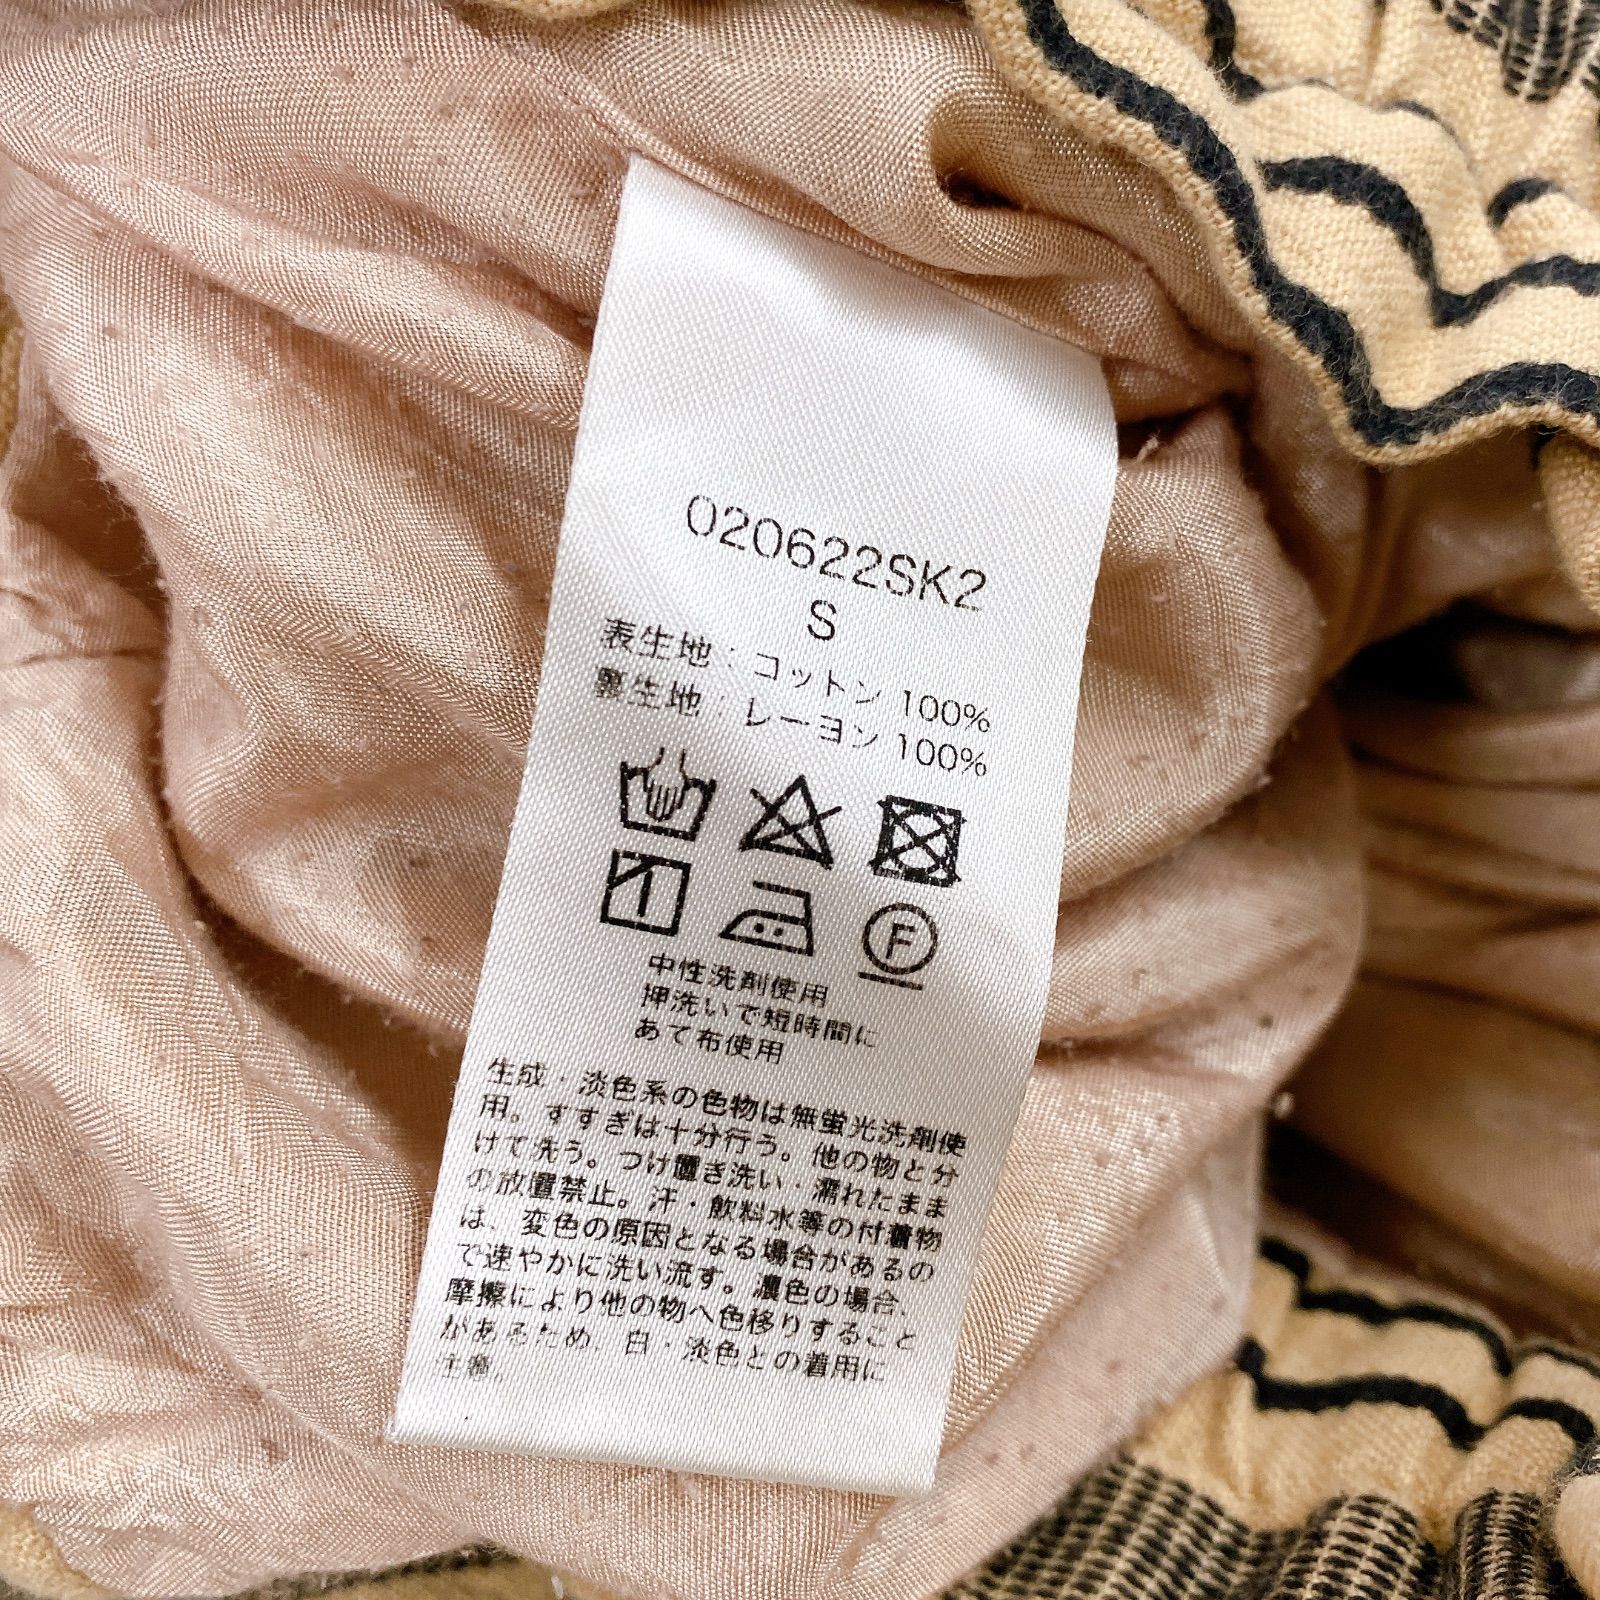 020622SK2
S
表生地：コットン 100%
裏生地：レーヨン 100%
F
中性洗剤使用
押洗いで短時間に
あて布使用
生成・淡色系の色物は無蛍光洗剤使
用。すすぎは十分行う。他の物と分
けて洗う。つけ置き洗い・濡れたまま
の放置禁止。汗・飲料水等の付着物
は、変色の原因となる場合があるの
で速やかに洗い流す。濃色の場合、
摩擦により他の物へ色移りすること
があるため、白・淡色との着用に
注意。